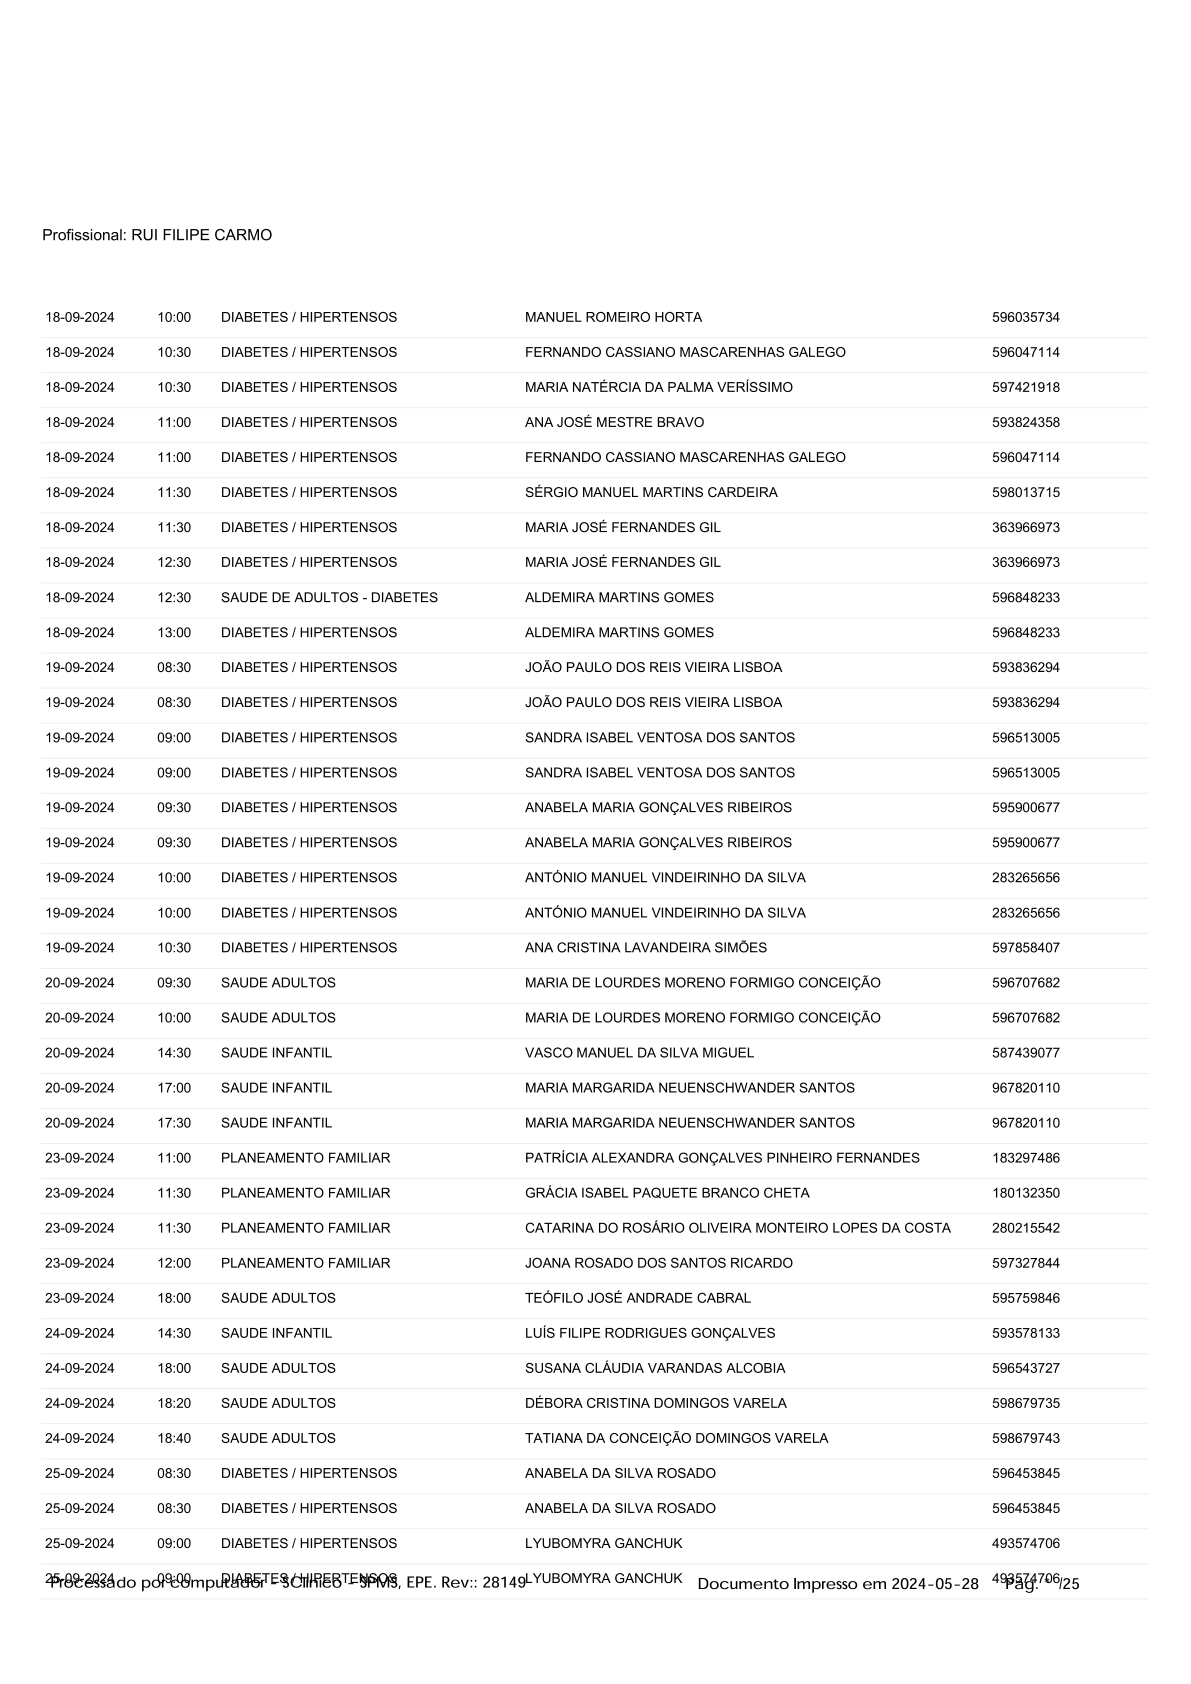 Profissional: RUI FILIPE CARMO
18-09-2024 10:00 DIABETES / HIPERTENSOS MANUEL ROMEIRO HORTA 596035734
18-09-2024 10:30 DIABETES / HIPERTENSOS FERNANDO CASSIANO MASCARENHAS GALEGO 596047114
18-09-2024 10:30 DIABETES / HIPERTENSOS MARIA NATÉRCIA DA PALMA VERÍSSIMO 597421918
18-09-2024 11:00 DIABETES / HIPERTENSOS ANA JOSÉ MESTRE BRAVO 593824358
18-09-2024 11:00 DIABETES / HIPERTENSOS FERNANDO CASSIANO MASCARENHAS GALEGO 596047114
18-09-2024 11:30 DIABETES / HIPERTENSOS SÉRGIO MANUEL MARTINS CARDEIRA 598013715
18-09-2024 11:30 DIABETES / HIPERTENSOS MARIA JOSÉ FERNANDES GIL 363966973
18-09-2024 12:30 DIABETES / HIPERTENSOS MARIA JOSÉ FERNANDES GIL 363966973
18-09-2024 12:30 SAUDE DE ADULTOS - DIABETES ALDEMIRA MARTINS GOMES 596848233
18-09-2024 13:00 DIABETES / HIPERTENSOS ALDEMIRA MARTINS GOMES 596848233
19-09-2024 08:30 DIABETES / HIPERTENSOS JOÃO PAULO DOS REIS VIEIRA LISBOA 593836294
19-09-2024 08:30 DIABETES / HIPERTENSOS JOÃO PAULO DOS REIS VIEIRA LISBOA 593836294
19-09-2024 09:00 DIABETES / HIPERTENSOS SANDRA ISABEL VENTOSA DOS SANTOS 596513005
19-09-2024 09:00 DIABETES / HIPERTENSOS SANDRA ISABEL VENTOSA DOS SANTOS 596513005
19-09-2024 09:30 DIABETES / HIPERTENSOS ANABELA MARIA GONÇALVES RIBEIROS 595900677
19-09-2024 09:30 DIABETES / HIPERTENSOS ANABELA MARIA GONÇALVES RIBEIROS 595900677
19-09-2024 10:00 DIABETES / HIPERTENSOS ANTÓNIO MANUEL VINDEIRINHO DA SILVA 283265656
19-09-2024 10:00 DIABETES / HIPERTENSOS ANTÓNIO MANUEL VINDEIRINHO DA SILVA 283265656
19-09-2024 10:30 DIABETES / HIPERTENSOS ANA CRISTINA LAVANDEIRA SIMÕES 597858407
20-09-2024 09:30 SAUDE ADULTOS MARIA DE LOURDES MORENO FORMIGO CONCEIÇÃO 596707682
20-09-2024 10:00 SAUDE ADULTOS MARIA DE LOURDES MORENO FORMIGO CONCEIÇÃO 596707682
20-09-2024 14:30 SAUDE INFANTIL VASCO MANUEL DA SILVA MIGUEL 587439077
20-09-2024 17:00 SAUDE INFANTIL MARIA MARGARIDA NEUENSCHWANDER SANTOS 967820110
20-09-2024 17:30 SAUDE INFANTIL MARIA MARGARIDA NEUENSCHWANDER SANTOS 967820110
23-09-2024 11:00 PLANEAMENTO FAMILIAR PATRÍCIA ALEXANDRA GONÇALVES PINHEIRO FERNANDES 183297486
23-09-2024 11:30 PLANEAMENTO FAMILIAR GRÁCIA ISABEL PAQUETE BRANCO CHETA 180132350
23-09-2024 11:30 PLANEAMENTO FAMILIAR CATARINA DO ROSÁRIO OLIVEIRA MONTEIRO LOPES DA COSTA 280215542
23-09-2024 12:00 PLANEAMENTO FAMILIAR JOANA ROSADO DOS SANTOS RICARDO 597327844
23-09-2024 18:00 SAUDE ADULTOS TEÓFILO JOSÉ ANDRADE CABRAL 595759846
24-09-2024 14:30 SAUDE INFANTIL LUÍS FILIPE RODRIGUES GONÇALVES 593578133
24-09-2024 18:00 SAUDE ADULTOS SUSANA CLÁUDIA VARANDAS ALCOBIA 596543727
24-09-2024 18:20 SAUDE ADULTOS DÉBORA CRISTINA DOMINGOS VARELA 598679735
24-09-2024 18:40 SAUDE ADULTOS TATIANA DA CONCEIÇÃO DOMINGOS VARELA 598679743
25-09-2024 08:30 DIABETES / HIPERTENSOS ANABELA DA SILVA ROSADO 596453845
25-09-2024 08:30 DIABETES / HIPERTENSOS ANABELA DA SILVA ROSADO 596453845
25-09-2024 09:00 DIABETES / HIPERTENSOS LYUBOMYRA GANCHUK 493574706
25-09-2024 09:00 DIABETES / HIPERTENSOS LYUBOMYRA GANCHUK 493574706
Processado por computador - SClínico - SPMS, EPE. Rev:: 28149 Documento Impresso em 2024-05-28 Pág. /25